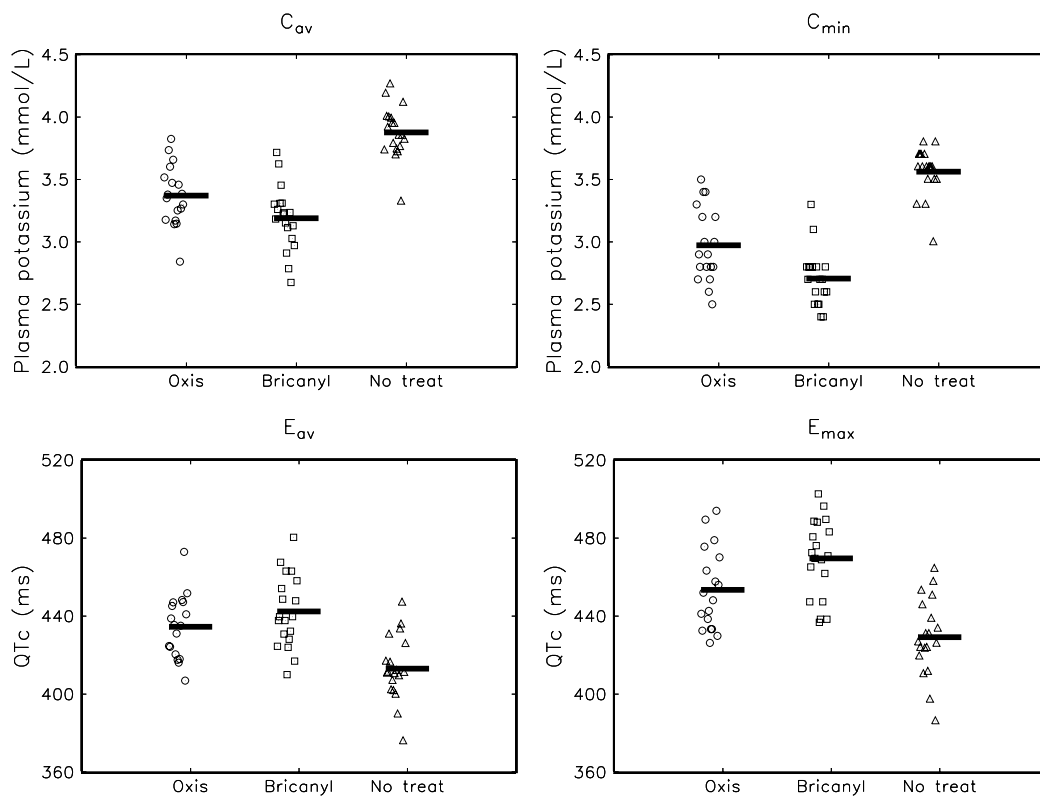 C_av
Plasma potassium (mmol/L)
4.5
4.0
3.5
3.0
2.5
2.0
Oxis Bricanyl No treat
C_min
Plasma potassium (mmol/L)
4.5
4.0
3.5
3.0
2.5
2.0
Oxis Bricanyl No treat
E_av
QTc (ms)
520
480
440
400
360
Oxis Bricanyl No treat
E_max
QTc (ms)
520
480
440
400
360
Oxis Bricanyl No treat